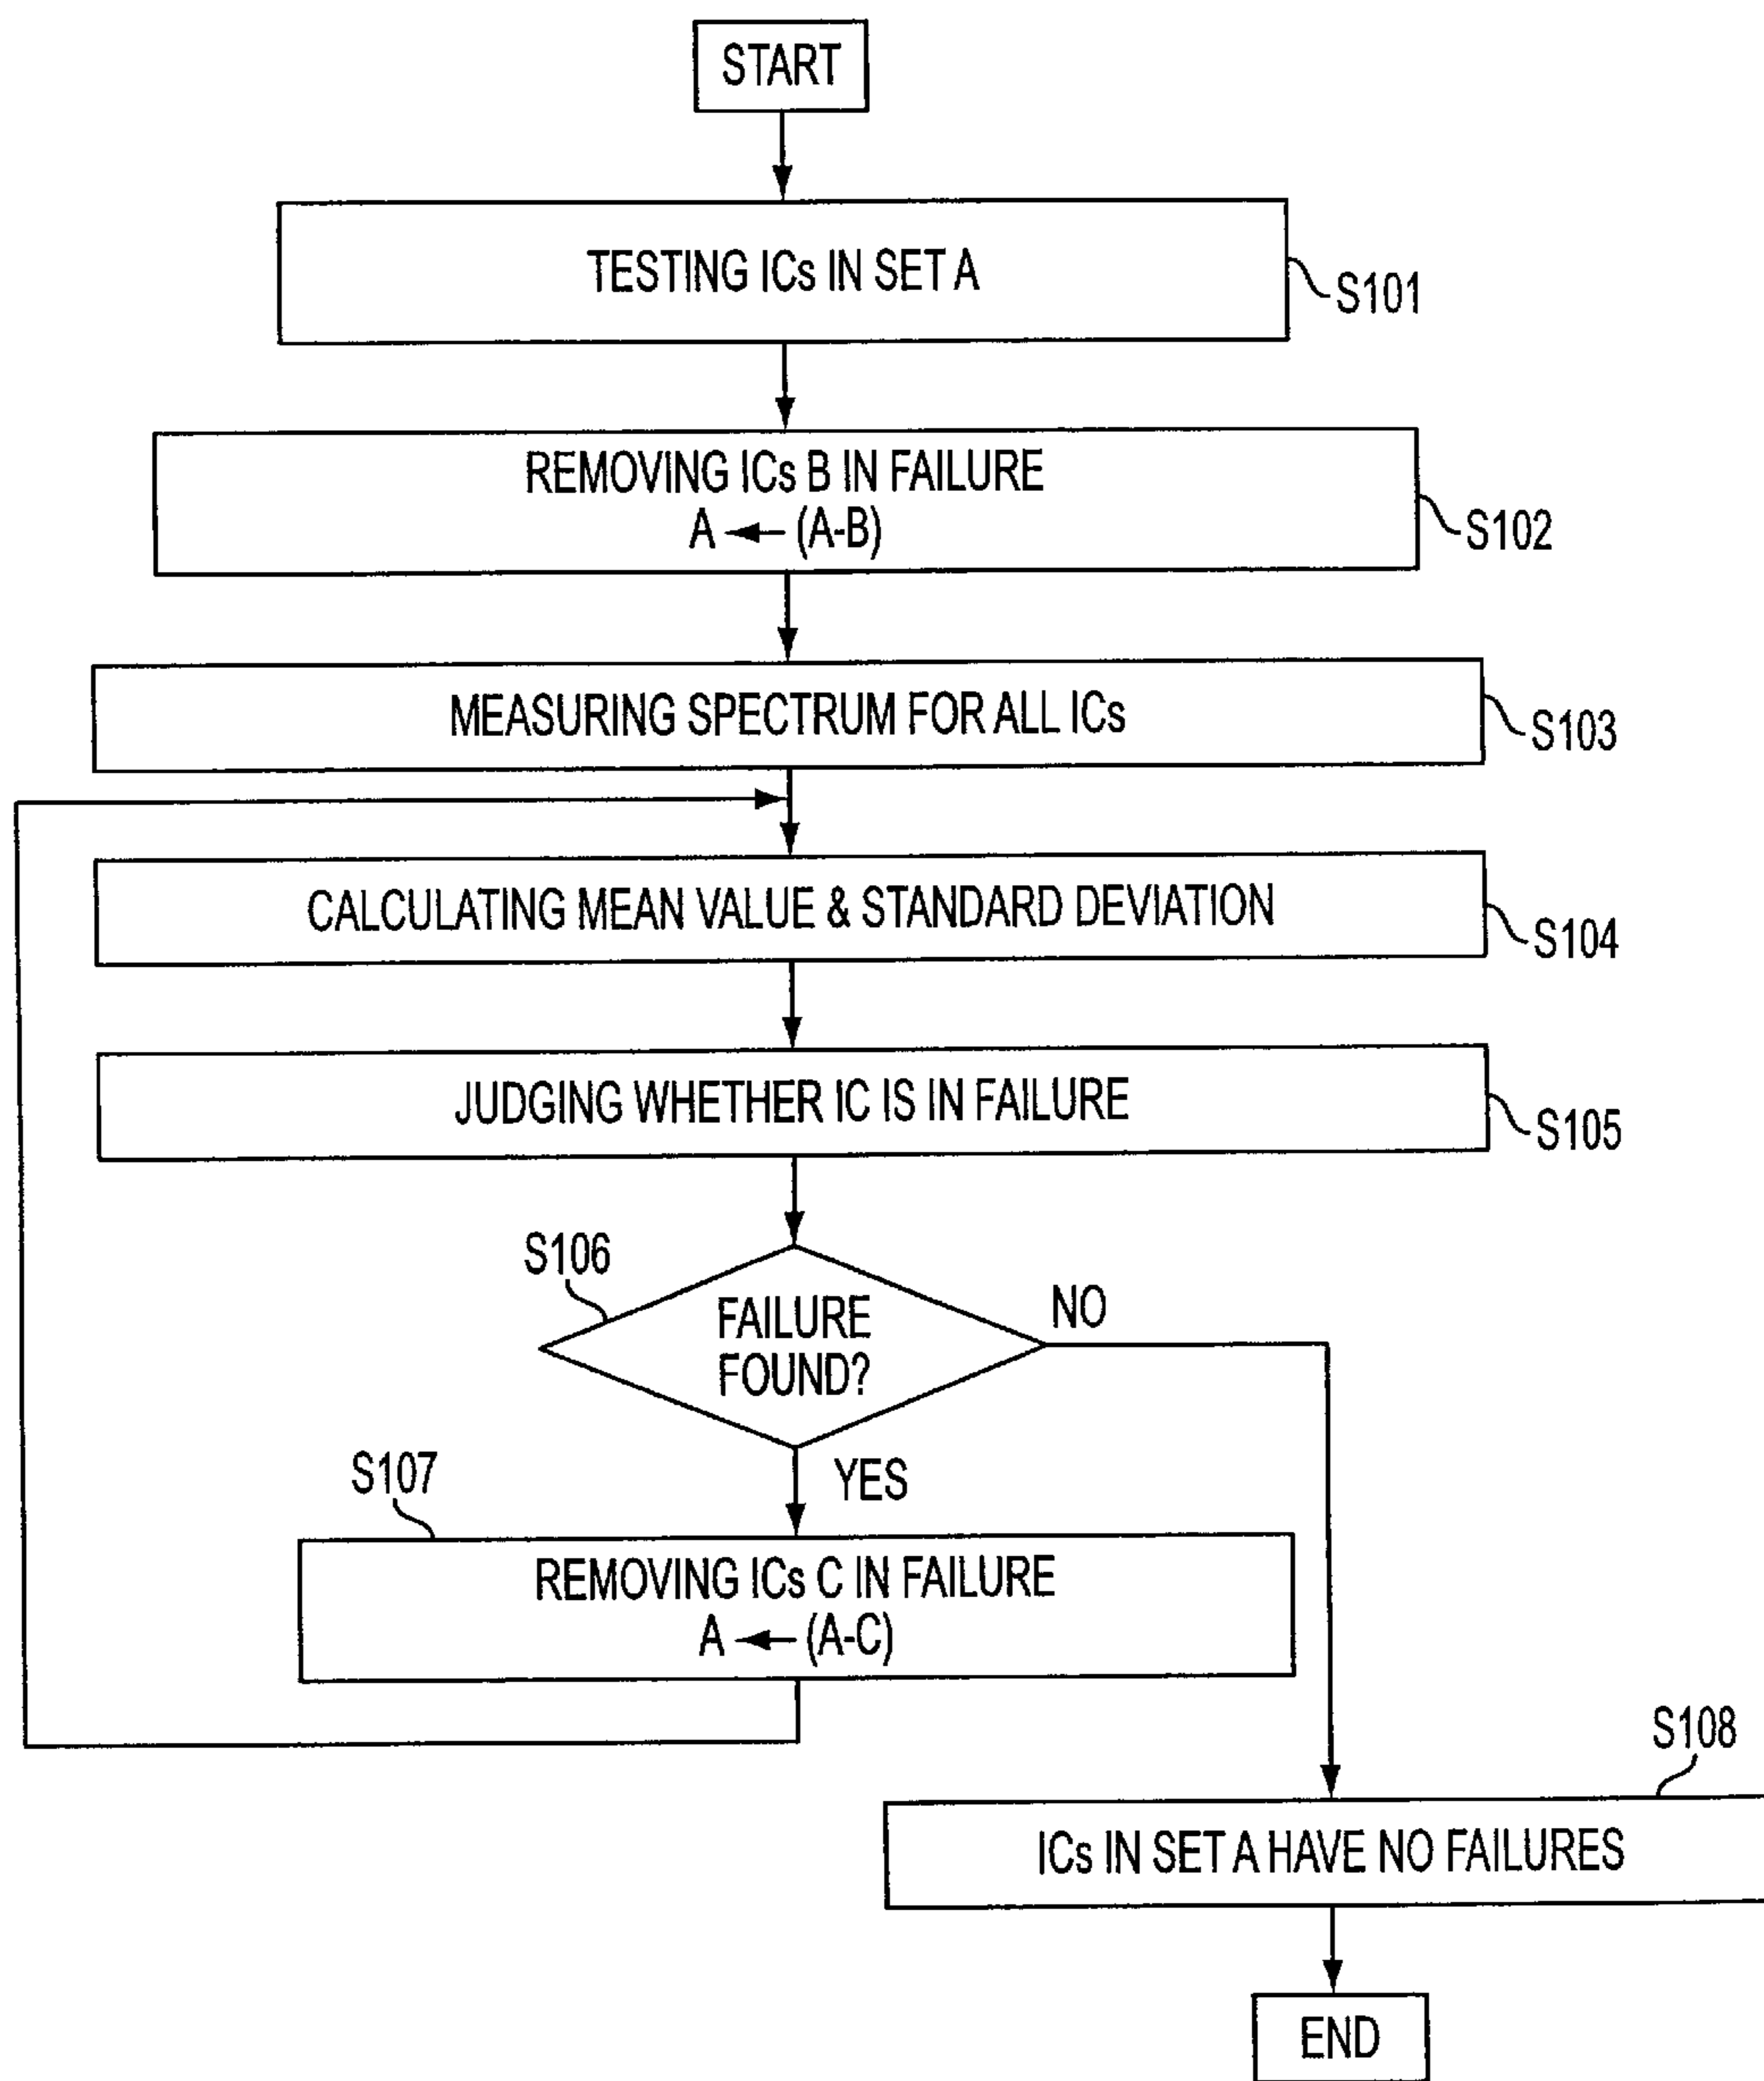 START
TESTING ICs IN SET A
S101
REMOVING ICs B IN FAILURE
A ← (A-B)
S102
MEASURING SPECTRUM FOR ALL ICs
S103
CALCULATING MEAN VALUE & STANDARD DEVIATION
S104
JUDGING WHETHER IC IS IN FAILURE
S105
S106
FAILURE
FOUND?
NO
YES
S107
REMOVING ICs C IN FAILURE
A ← (A-C)
S108
ICs IN SET A HAVE NO FAILURES
END